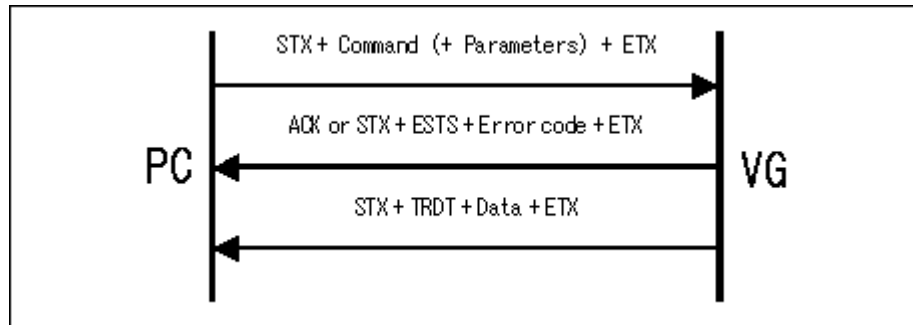 STX + Command (+ Parameters) + ETX
ACK or STX + ESTS + Error code + ETX
PC
VG
STX + TRDT + Data + ETX